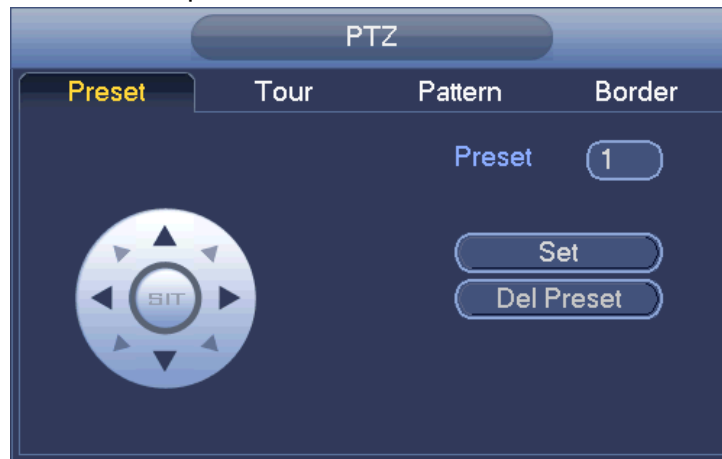 PTZ
Preset Tour Pattern Border
Preset 1
Set
SIT
Del Preset